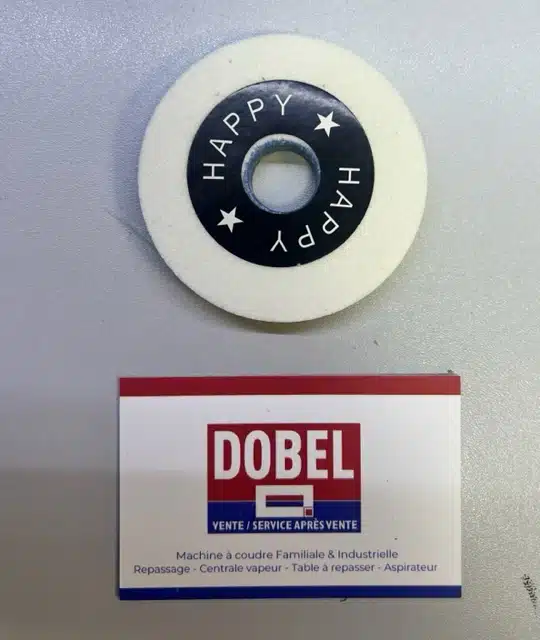 HAPPY ★ HAPPY ★
DOBEL
VENTE / SERVICE APRÈS VENTE
Machine à coudre Familiale & Industrielle
Repassage - Centrale vapeur - Table à repasser - Aspirateur